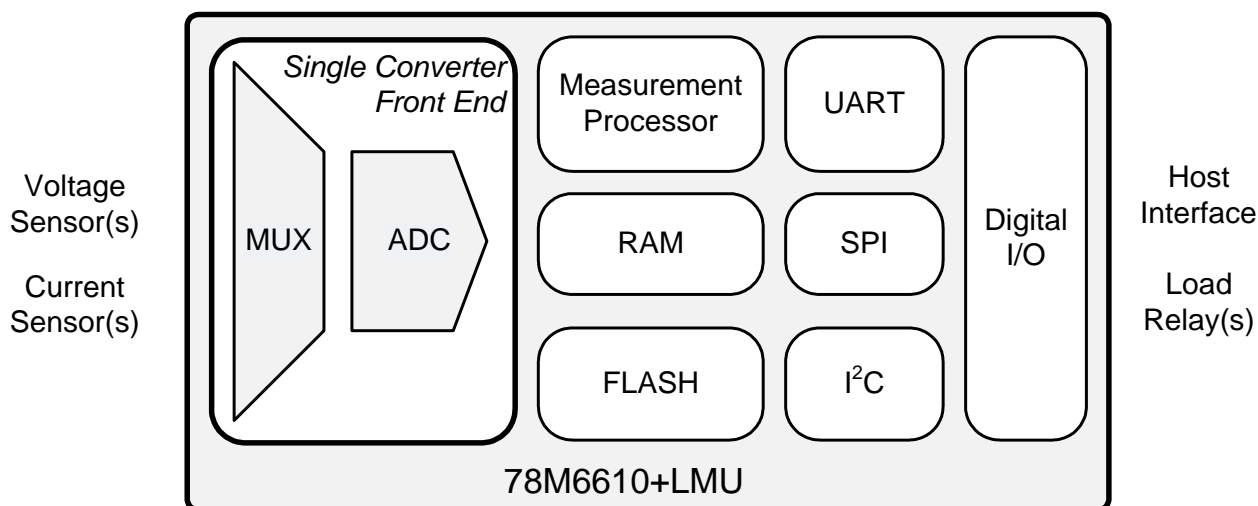 Voltage
Sensor(s)
Current
Sensor(s)
Single Converter
Front End
MUX
ADC
Measurement
Processor
UART
RAM
SPI
FLASH
I²C
Digital
I/O
Host
Interface
Load
Relay(s)
78M6610+LMU